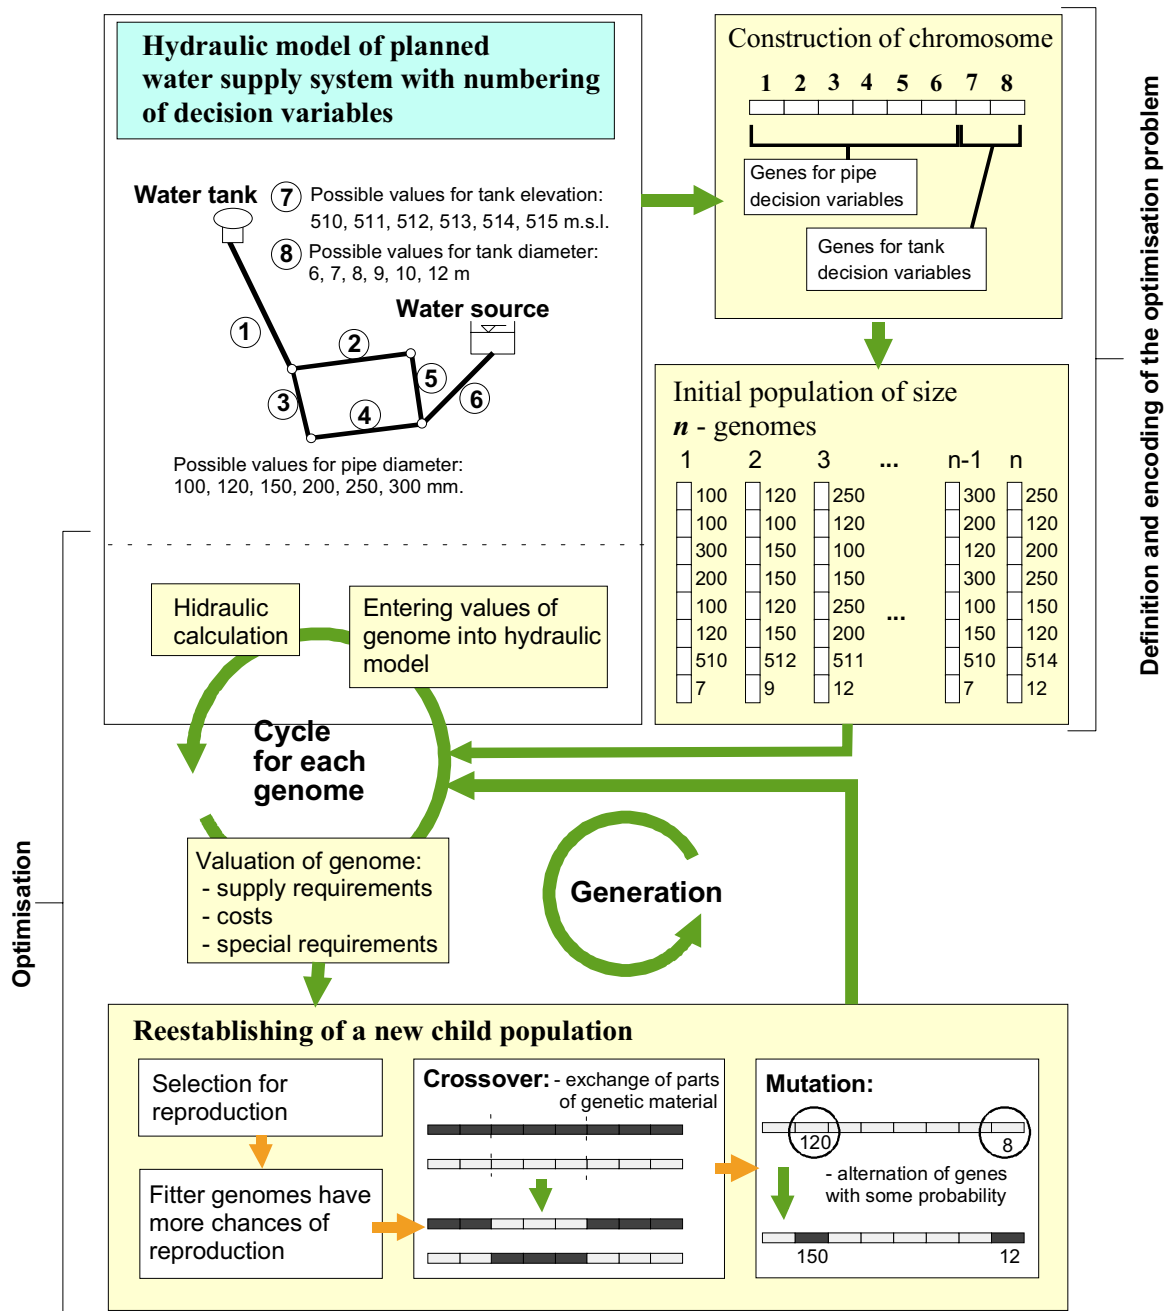 Hydraulic model of planned
water supply system with numbering
of decision variables
Water tank
7
Possible values for tank elevation:
510, 511, 512, 513, 514, 515 m.s.l.
8
Possible values for tank diameter:
6, 7, 8, 9, 10, 12 m
Water source
1
2
3
4
5
6
Possible values for pipe diameter:
100, 120, 150, 200, 250, 300 mm.
Construction of chromosome
1 2 3 4 5 6 7 8
Genes for pipe
decision variables
Genes for tank
decision variables
Initial population of size
n - genomes
1 2 3 ... n-1 n
100 120 250 300 250
100 100 120 200 120
300 150 100 120 200
200 150 150 300 250
100 120 250 ... 100 150
120 150 200 150 120
510 512 511 510 514
7 9 12 7 12
Definition and encoding of the optimisation problem
Hidraulic
calculation
Entering values of
genome into hydraulic
model
Cycle
for each
genome
Valuation of genome:
- supply requirements
- costs
- special requirements
Generation
Optimisation
Reestablishing of a new child population
Selection for
reproduction
Fitter genomes have
more chances of
reproduction
Crossover: - exchange of parts
of genetic material
Mutation:
120 8
- alternation of genes
with some probability
150 12